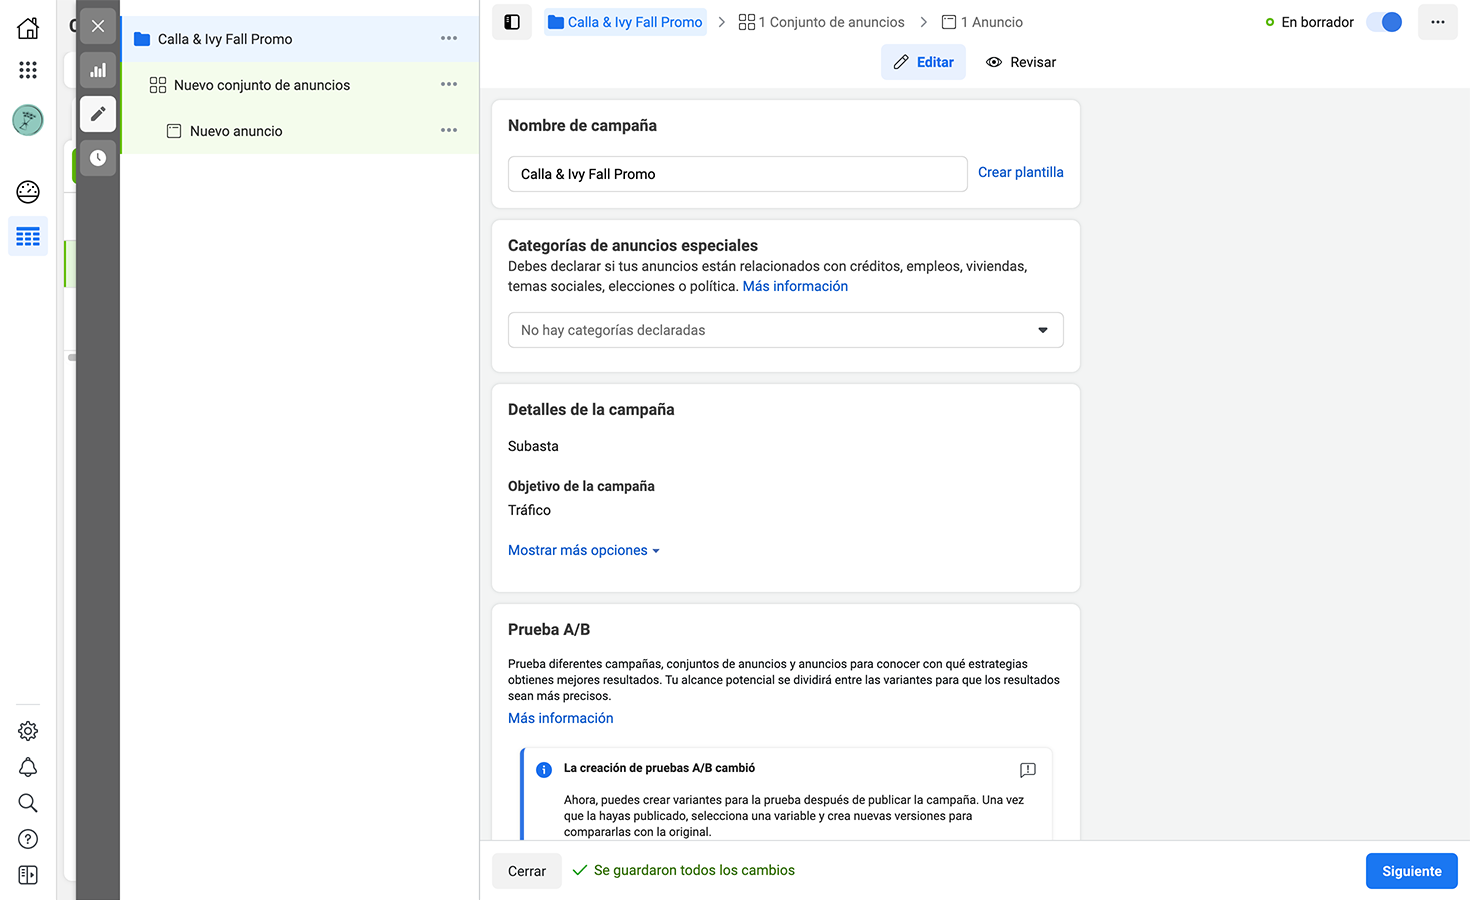 Calla & Ivy Fall Promo
Nuevo conjunto de anuncios
Nuevo anuncio
Calla & Ivy Fall Promo
1 Conjunto de anuncios
1 Anuncio
En borrador
Editar
Revisar
Nombre de campaña
Calla & Ivy Fall Promo
Crear plantilla
Categorías de anuncios especiales
Debes declarar si tus anuncios están relacionados con créditos, empleos, viviendas,
temas sociales, elecciones o política. Más información
No hay categorías declaradas
Detalles de la campaña
Subasta
Objetivo de la campaña
Tráfico
Mostrar más opciones
Prueba A/B
Prueba diferentes campañas, conjuntos de anuncios y anuncios para conocer con qué estrategias
obtienes mejores resultados. Tu alcance potencial se dividirá entre las variantes para que los resultados
sean más precisos.
Más información
La creación de pruebas A/B cambió
Ahora, puedes crear variantes para la prueba después de publicar la campaña. Una vez
que la hayas publicado, selecciona una variable y crea nuevas versiones para
compararlas con la original.
Cerrar
Se guardaron todos los cambios
Siguiente